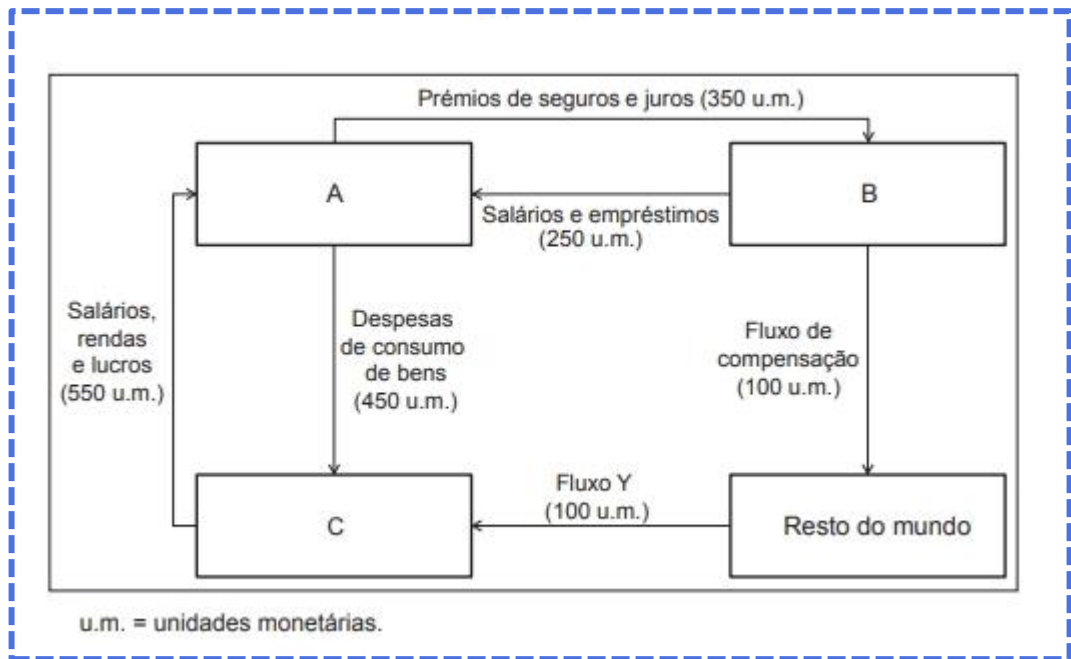 Prémios de seguros e juros (350 u.m.)
A
B
Salários e empréstimos
(250 u.m.)
Salários,
rendas
e lucros
(550 u.m.)
Despesas
de consumo
de bens
(450 u.m.)
Fluxo de
compensação
(100 u.m.)
Fluxo Y
(100 u.m.)
C
Resto do mundo
u.m. = unidades monetárias.